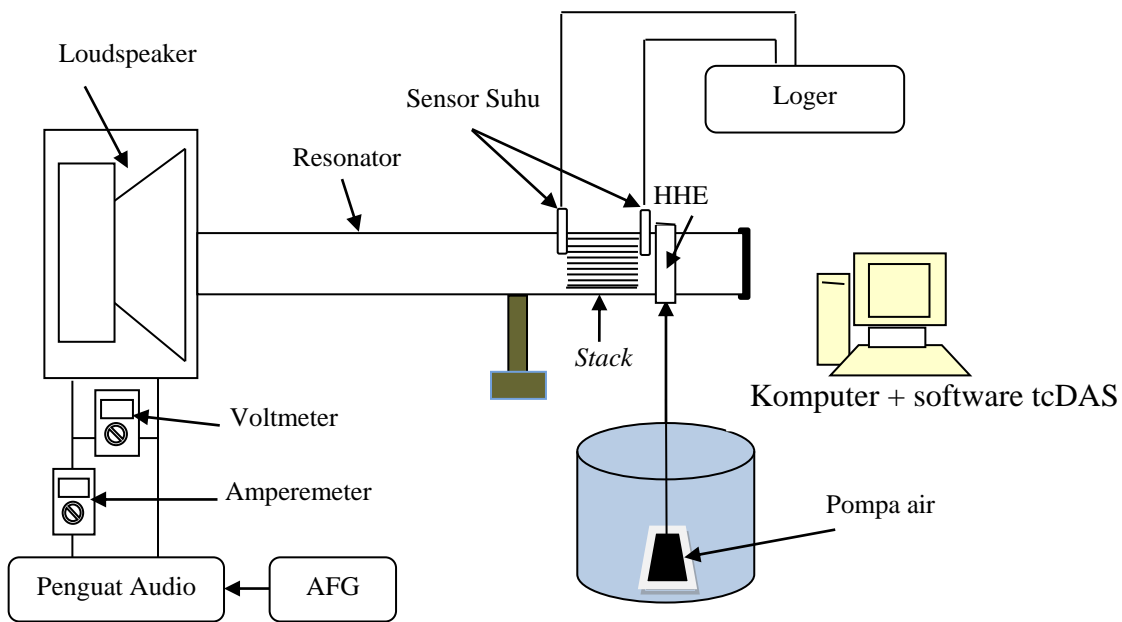 Loudspeaker
Loger
Sensor Suhu
Resonator
HHE
Stack
Komputer + software tcDAS
Voltmeter
Amperemeter
Pompa air
Penguat Audio
AFG